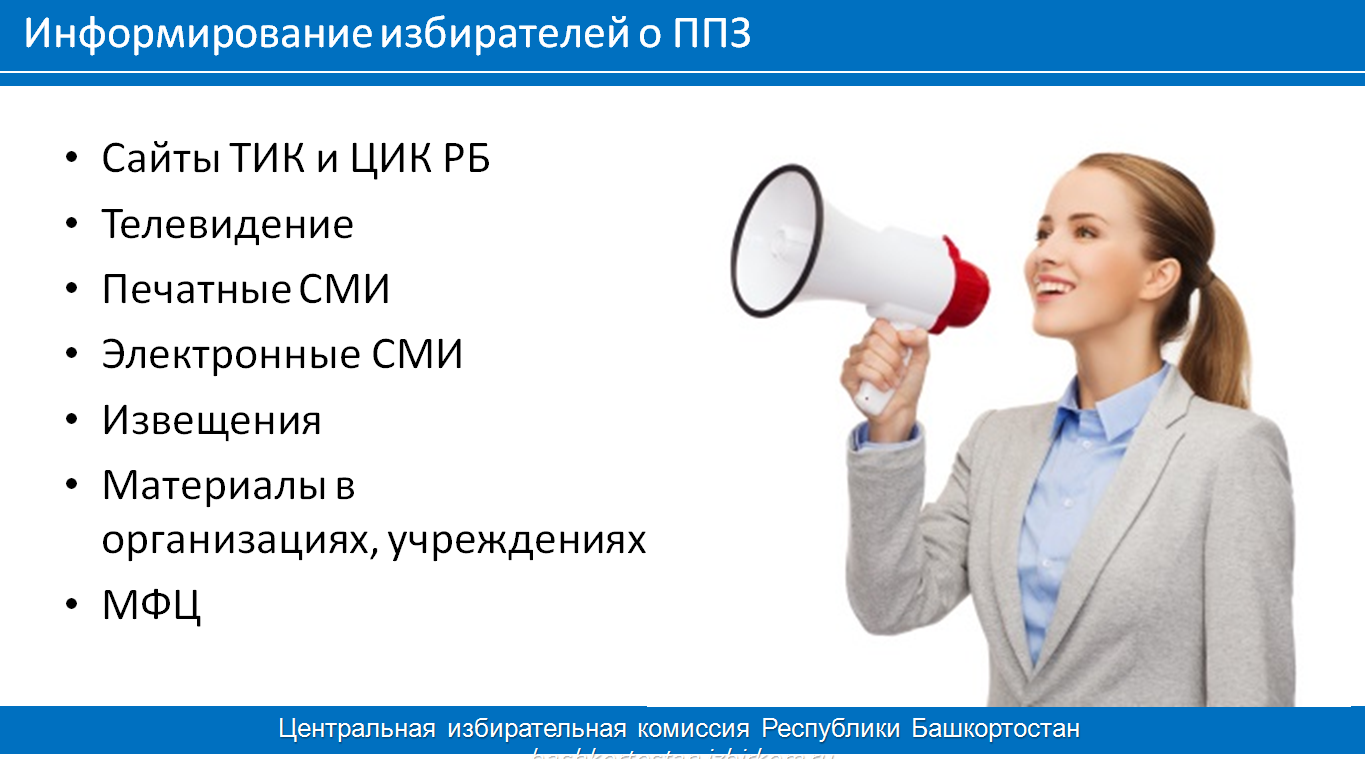 Информирование избирателей о ППЗ
• Сайты ТИК и ЦИК РБ
• Телевидение
• Печатные СМИ
• Электронные СМИ
• Извещения
• Материалы в
организациях, учреждениях
• МФЦ
Центральная избирательная комиссия Республики Башкортостан